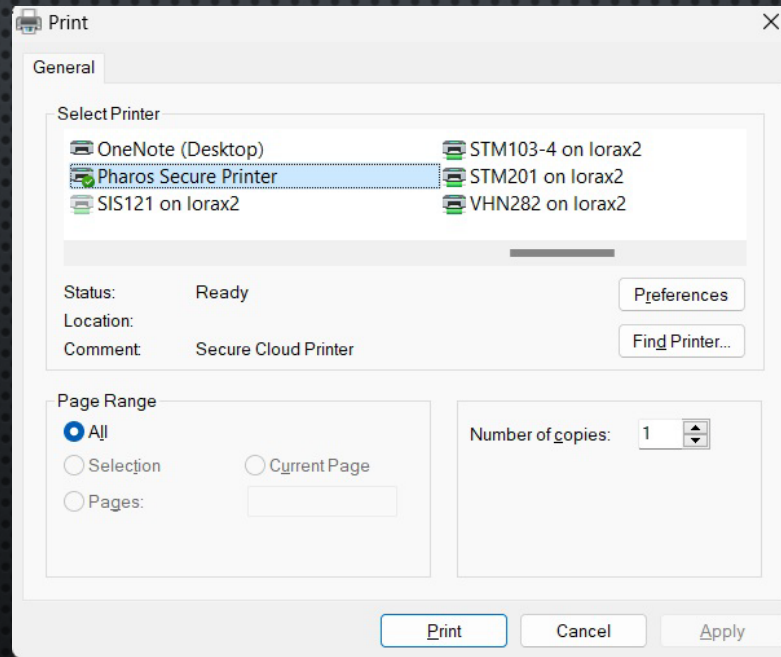 Print
General
Select Printer
OneNote (Desktop)
Pharos Secure Printer
SIS121 on lorax2
STM103-4 on lorax2
STM201 on lorax2
VHN282 on lorax2
Status: Ready
Preferences
Location:
Comment: Secure Cloud Printer
Find Printer...
Page Range
All
Selection
Current Page
Pages:
Number of copies: 1
Print
Cancel
Apply